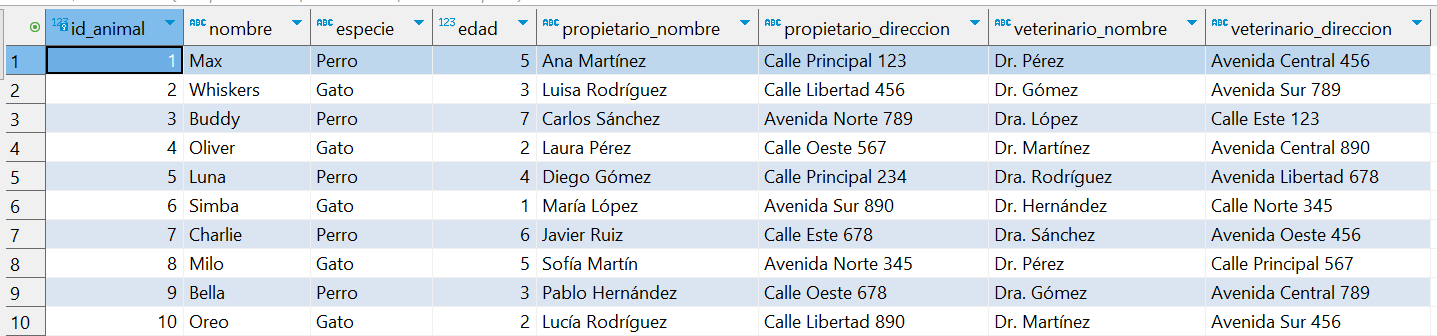 123 id_animal ABC nombre ABC especie 123 edad ABC propietario_nombre ABC propietario_direccion ABC veterinario_nombre ABC veterinario_direccion
1 1 Max Perro 5 Ana Martínez Calle Principal 123 Dr. Pérez Avenida Central 456
2 2 Whiskers Gato 3 Luisa Rodríguez Calle Libertad 456 Dr. Gómez Avenida Sur 789
3 3 Buddy Perro 7 Carlos Sánchez Avenida Norte 789 Dra. López Calle Este 123
4 4 Oliver Gato 2 Laura Pérez Calle Oeste 567 Dr. Martínez Avenida Central 890
5 5 Luna Perro 4 Diego Gómez Calle Principal 234 Dra. Rodríguez Avenida Libertad 678
6 6 Simba Gato 1 María López Avenida Sur 890 Dr. Hernández Calle Norte 345
7 7 Charlie Perro 6 Javier Ruiz Calle Este 678 Dra. Sánchez Avenida Oeste 456
8 8 Milo Gato 5 Sofía Martín Avenida Norte 345 Dr. Pérez Calle Principal 567
9 9 Bella Perro 3 Pablo Hernández Calle Oeste 678 Dra. Gómez Avenida Central 789
10 10 Oreo Gato 2 Lucía Rodríguez Calle Libertad 890 Dr. Martínez Avenida Sur 456